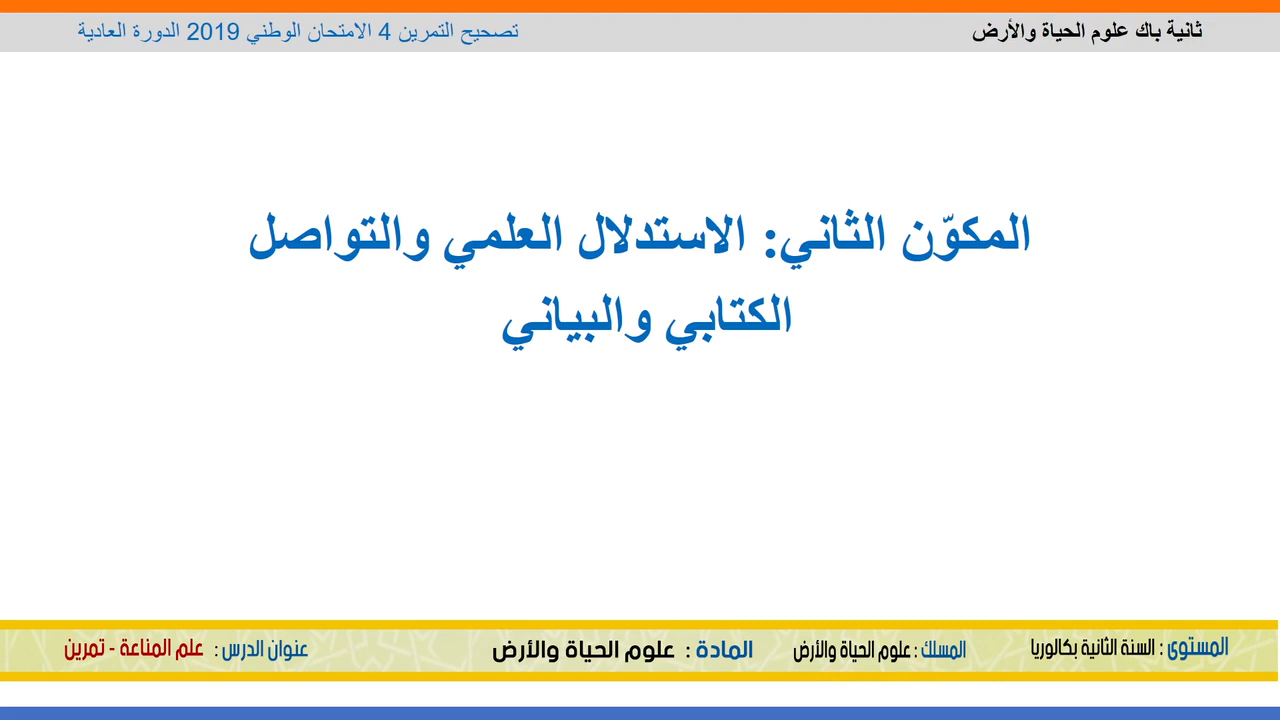 ثانية باك علوم الحياة والأرض
تصحيح التمرين 4 الامتحان الوطني 2019 الدورة العادية
المكوّن الثاني: الاستدلال العلمي والتواصل
الكتابي والبياني
المستوى : السنة الثانية بكالوريا
المسلك : علوم الحياة والأرض
المادة : علوم الحياة والأرض
عنوان الدرس : علم المناعة - تمرين